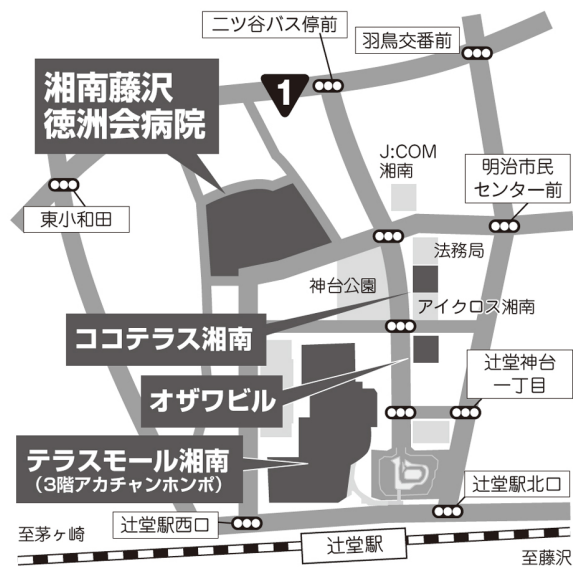 二ツ谷バス停前
羽鳥交番前
1
湘南藤沢
徳洲会病院
J:COM
湘南
明治市民
センター前
東小和田
法務局
神台公園
アイクロス湘南
ココテラス湘南
オザワビル
辻堂神台
一丁目
テラスモール湘南
(3階アカチャンホンポ)
辻堂駅北口
辻堂駅西口
至茅ヶ崎
辻堂駅
至藤沢